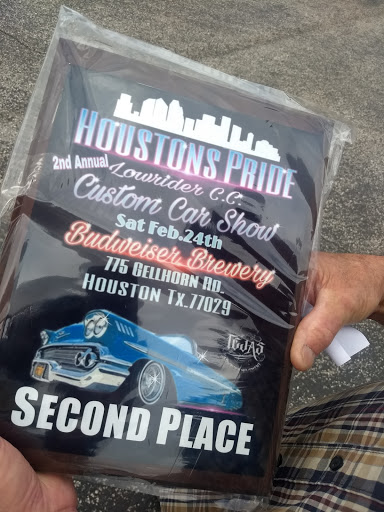 HOUSTONS PRIDE
2nd Annual Lowrider C.C.
Custom Car Show
Sat Feb.24th
Budweiser Brewery
775 GELLHORN RD.
HOUSTON TX.77029
TEJAS
SECOND PLACE